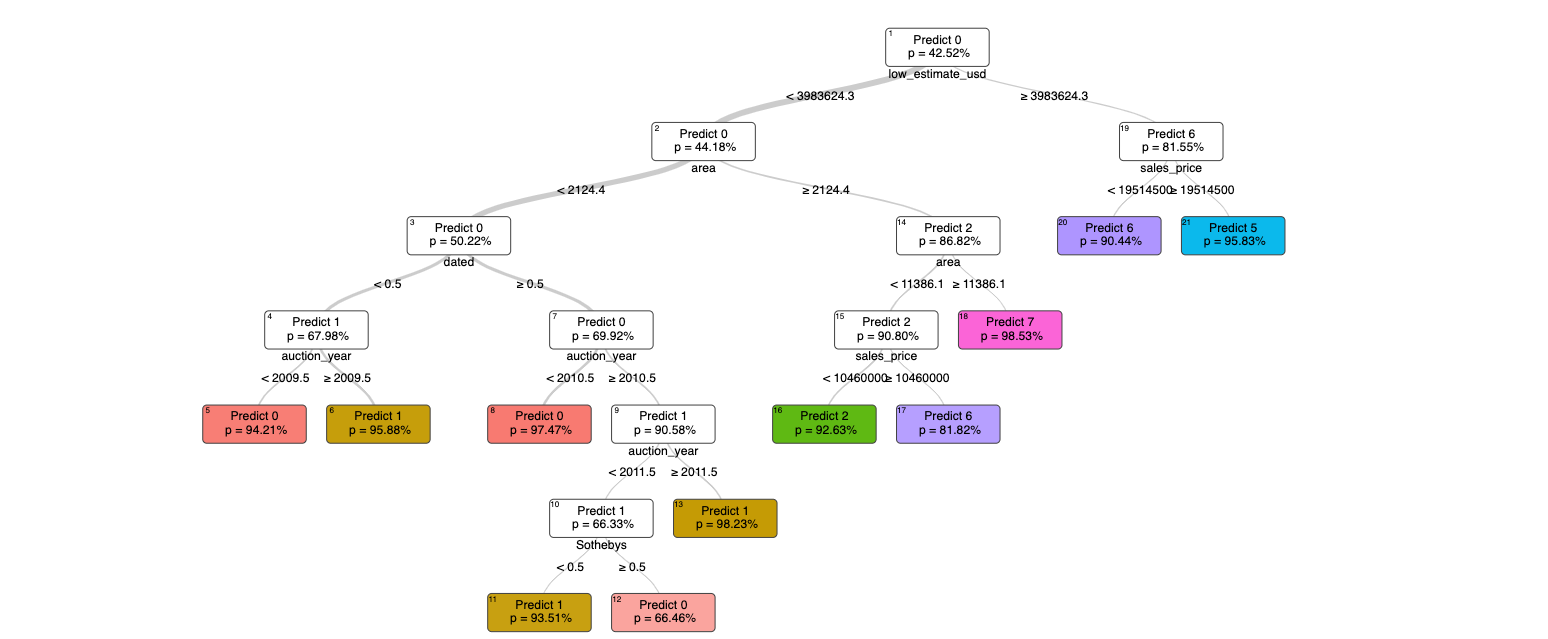 1
Predict 0
p = 42.52%
low_estimate_usd
< 3983624.3
≥ 3983624.3
2
Predict 0
p = 44.18%
area
19
Predict 6
p = 81.55%
sales_price
< 2124.4
≥ 2124.4
< 19514500
≥ 19514500
3
Predict 0
p = 50.22%
dated
14
Predict 2
p = 86.82%
area
20
Predict 6
p = 90.44%
21
Predict 5
p = 95.83%
< 0.5
≥ 0.5
< 11386.1
≥ 11386.1
4
Predict 1
p = 67.98%
auction_year
7
Predict 0
p = 69.92%
auction_year
15
Predict 2
p = 90.80%
sales_price
18
Predict 7
p = 98.53%
< 2009.5
≥ 2009.5
< 2010.5
≥ 2010.5
< 10460000
≥ 10460000
5
Predict 0
p = 94.21%
6
Predict 1
p = 95.88%
8
Predict 0
p = 97.47%
9
Predict 1
p = 90.58%
auction_year
16
Predict 2
p = 92.63%
17
Predict 6
p = 81.82%
< 2011.5
≥ 2011.5
10
Predict 1
p = 66.33%
Sothebys
13
Predict 1
p = 98.23%
< 0.5
≥ 0.5
11
Predict 1
p = 93.51%
12
Predict 0
p = 66.46%